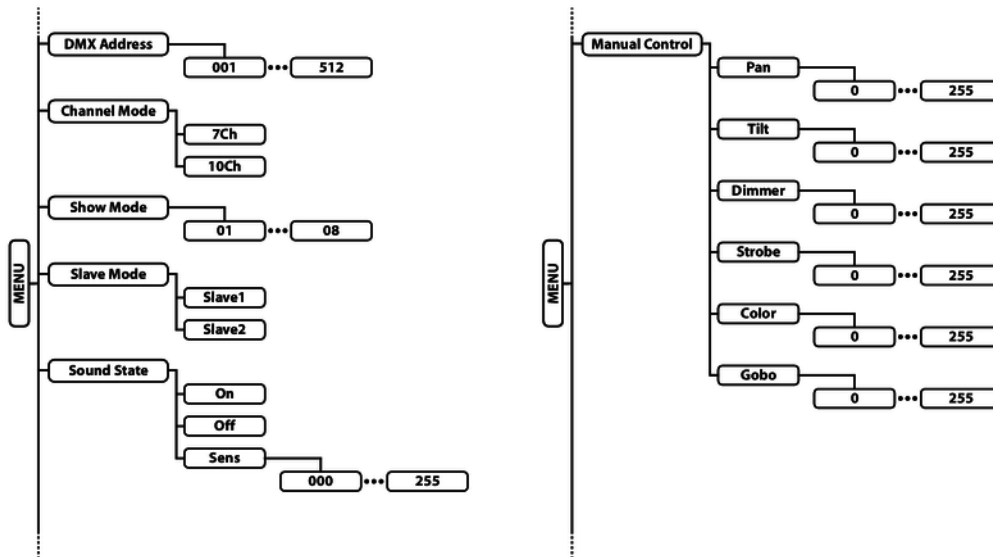 MENU
DMX Address
001 ••• 512
Channel Mode
7Ch
10Ch
Show Mode
01 ••• 08
Slave Mode
Slave1
Slave2
Sound State
On
Off
Sens
000 ••• 255
MENU
Manual Control
Pan
0 ••• 255
Tilt
0 ••• 255
Dimmer
0 ••• 255
Strobe
0 ••• 255
Color
0 ••• 255
Gobo
0 ••• 255